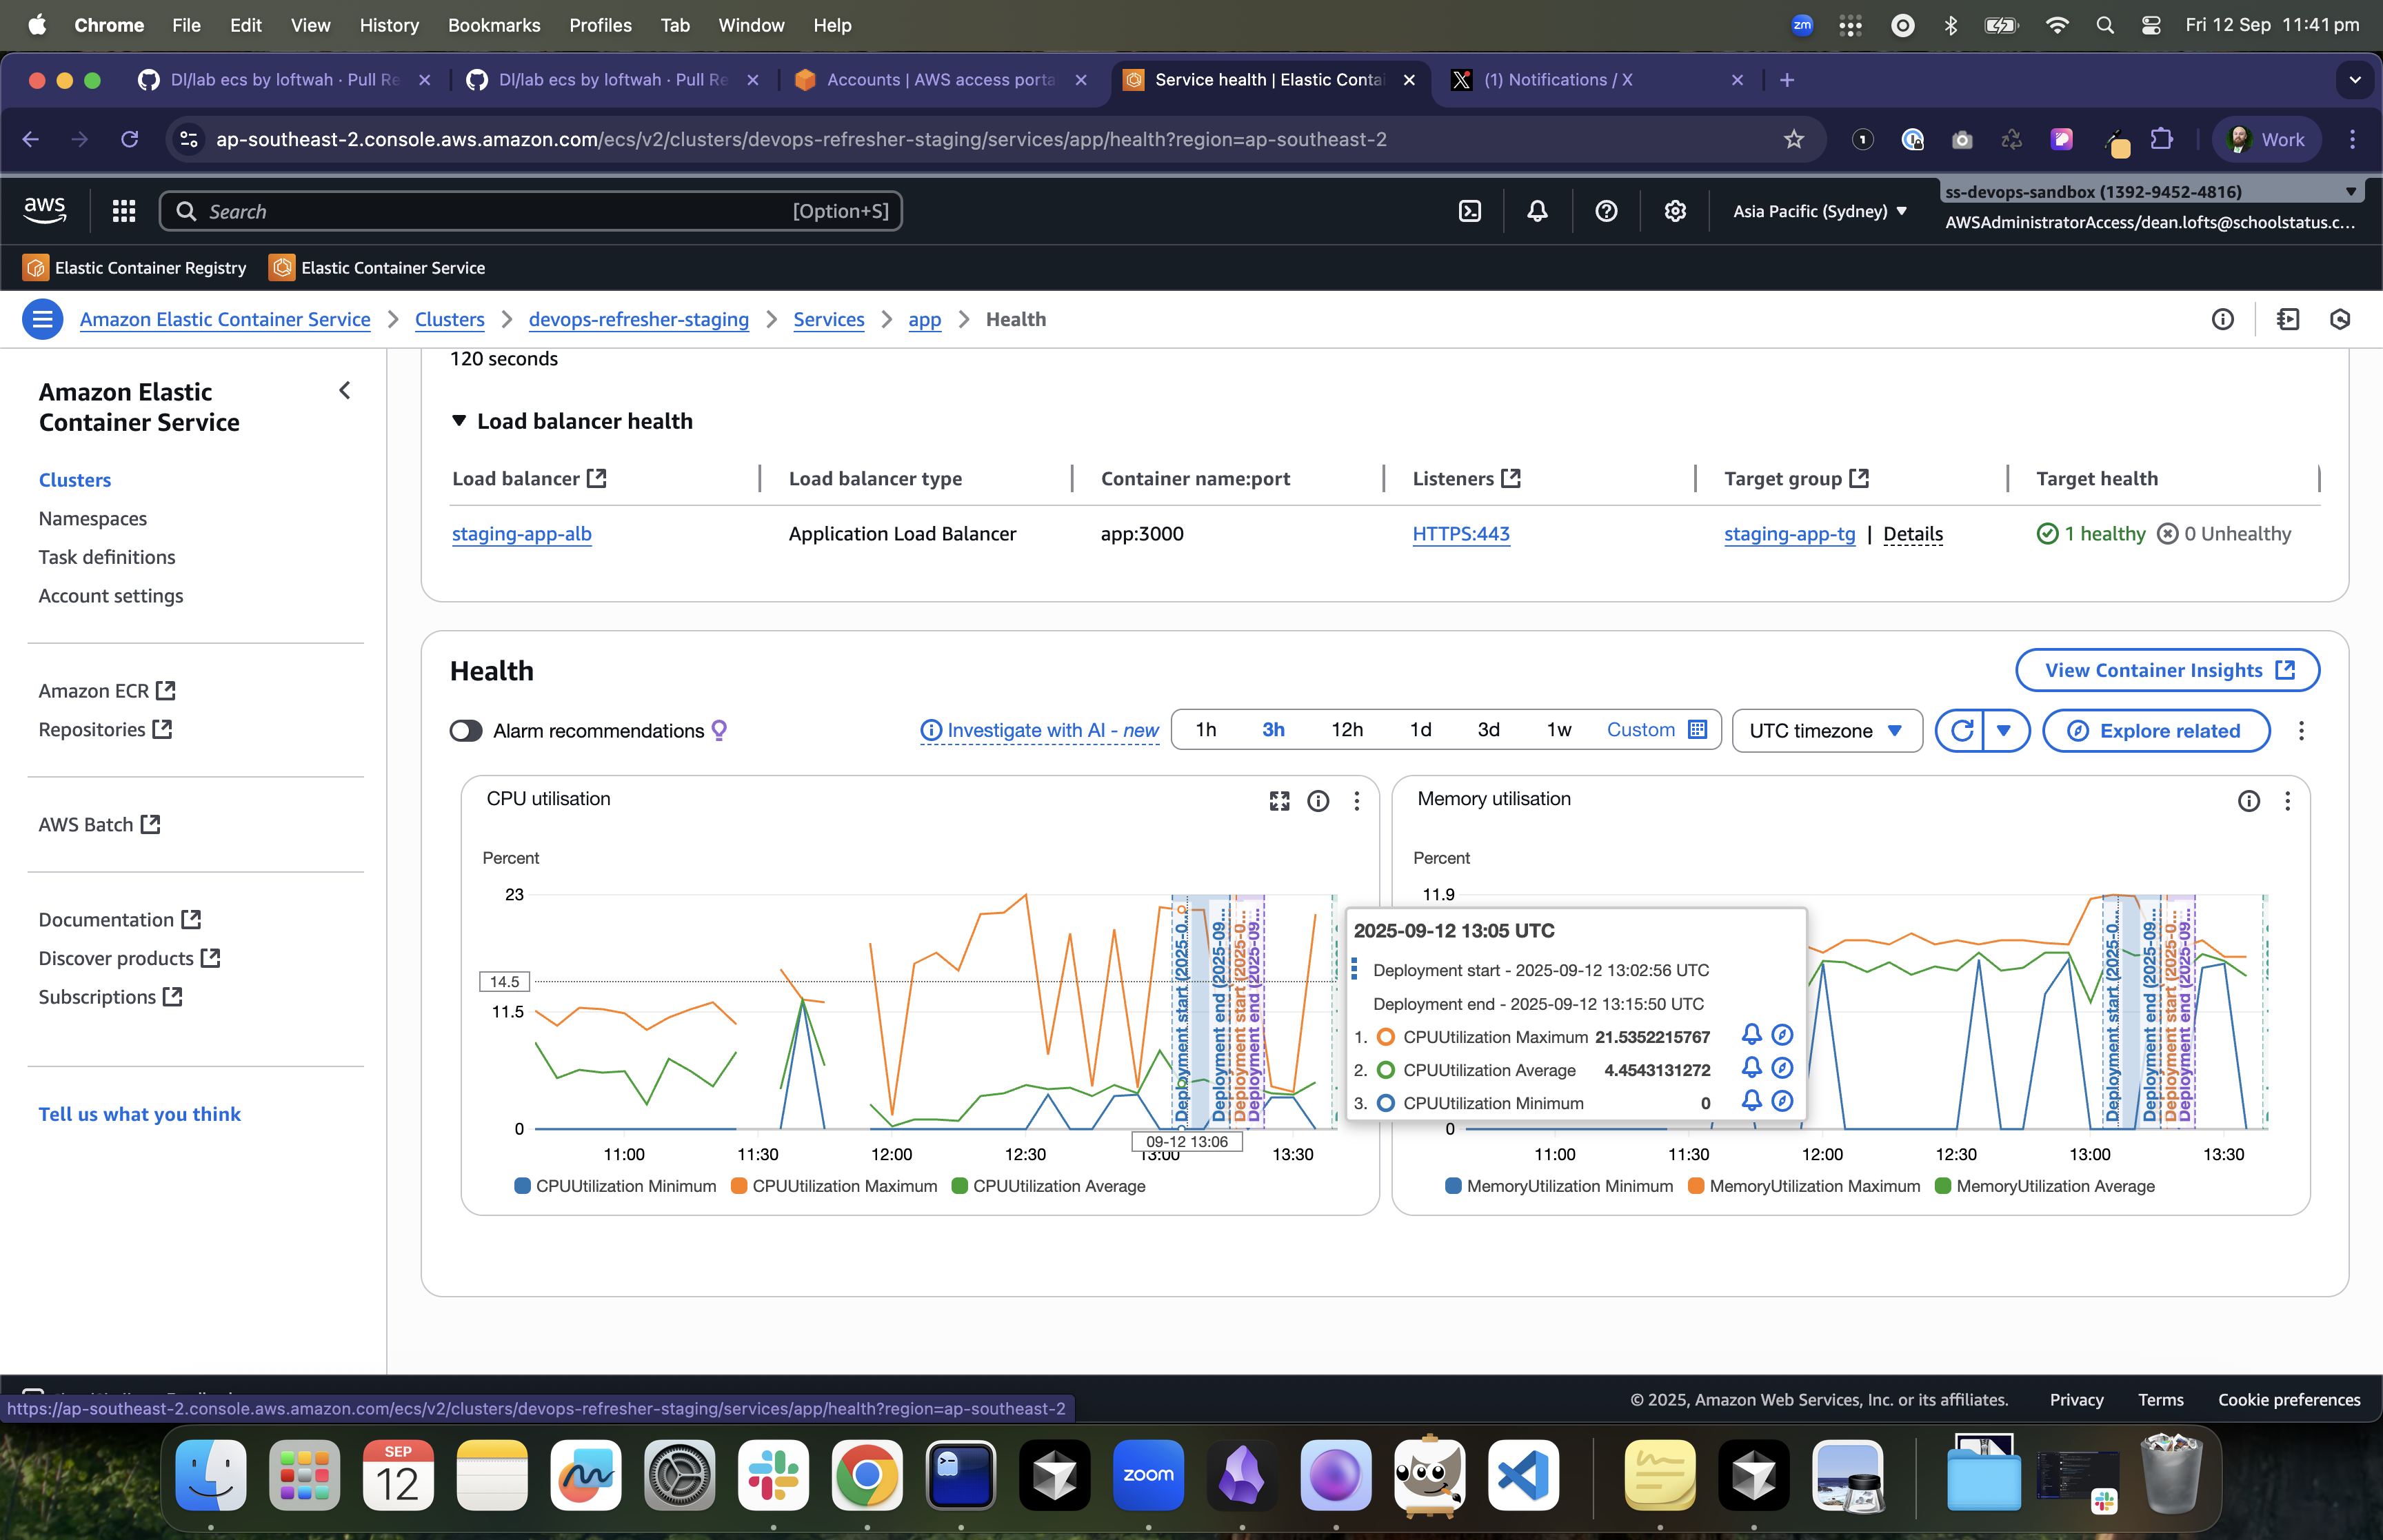 Chrome File Edit View History Bookmarks Profiles Tab Window Help
zm
Fri 12 Sep 11:41 pm
Dl/lab ecs by loftwah · Pull Re
Dl/lab ecs by loftwah · Pull Re
Accounts | AWS access porta
Service health | Elastic Contai
(1) Notifications / X
ap-southeast-2.console.aws.amazon.com/ecs/v2/clusters/devops-refresher-staging/services/app/health?region=ap-southeast-2
Work
aws
Search
[Option+S]
Asia Pacific (Sydney)
ss-devops-sandbox (1392-9452-4816)
AWSAdministratorAccess/dean.lofts@schoolstatus.c...
Elastic Container Registry
Elastic Container Service
Amazon Elastic Container Service
Clusters
devops-refresher-staging
Services
app
Health
Amazon Elastic
Container Service
Clusters
Namespaces
Task definitions
Account settings
Amazon ECR
Repositories
AWS Batch
Documentation
Discover products
Subscriptions
Tell us what you think
120 seconds
Load balancer health
Load balancer
Load balancer type
Container name:port
Listeners
Target group
Target health
staging-app-alb
Application Load Balancer
app:3000
HTTPS:443
staging-app-tg | Details
1 healthy
0 Unhealthy
Health
View Container Insights
Alarm recommendations
Investigate with AI - new
1h 3h 12h 1d 3d 1w Custom
UTC timezone
Explore related
CPU utilisation
Percent
23
14.5
11.5
0
Deployment start (2025-0...
Deployment end (2025-09...
Deployment start (2025-0...
Deployment end (2025-09...
09-12 13:06
11:00 11:30 12:00 12:30 13:00 13:30
CPUUtilization Minimum CPUUtilization Maximum CPUUtilization Average
Memory utilisation
Percent
11.9
0
2025-09-12 13:05 UTC
Deployment start - 2025-09-12 13:02:56 UTC
Deployment end - 2025-09-12 13:15:50 UTC
1. CPUUtilization Maximum 21.5352215767
2. CPUUtilization Average 4.4543131272
3. CPUUtilization Minimum 0
Deployment start (2025-0...
Deployment end (2025-09...
Deployment start (2025-0...
Deployment end (2025-09...
11:00 11:30 12:00 12:30 13:00 13:30
MemoryUtilization Minimum MemoryUtilization Maximum MemoryUtilization Average
© 2025, Amazon Web Services, Inc. or its affiliates.
Privacy
Terms
Cookie preferences
https://ap-southeast-2.console.aws.amazon.com/ecs/v2/clusters/devops-refresher-staging/services/app/health?region=ap-southeast-2
SEP
12
zoom